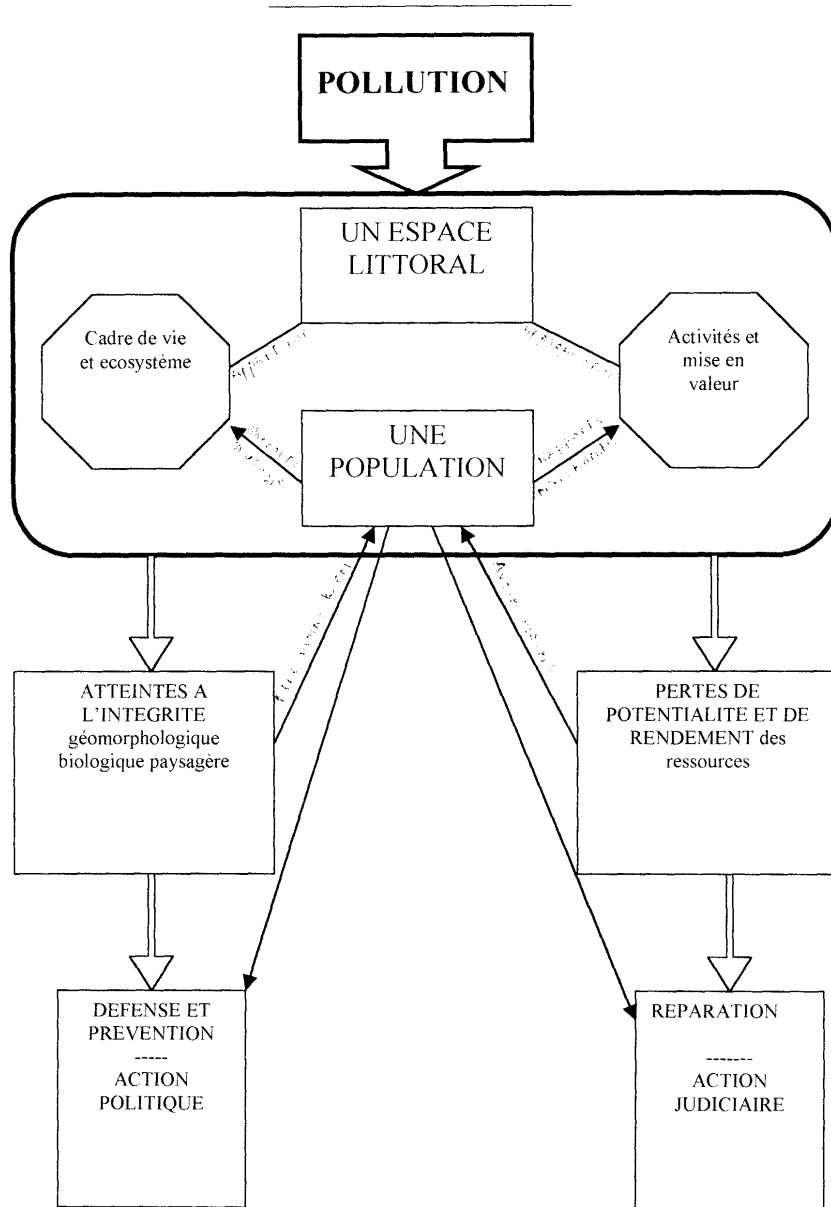 POLLUTION
UN ESPACE
LITTORAL
Cadre de vie
et ecosystème
Activités et
mise en
valeur
UNE
POPULATION
ATTEINTES A
L'INTEGRITE
géomorphologique
biologique paysagère
PERTES DE
POTENTIALITE ET DE
RENDEMENT des
ressources
DEFENSE ET
PREVENTION
-----
ACTION
POLITIQUE
REPARATION
-------
ACTION
JUDICIAIRE